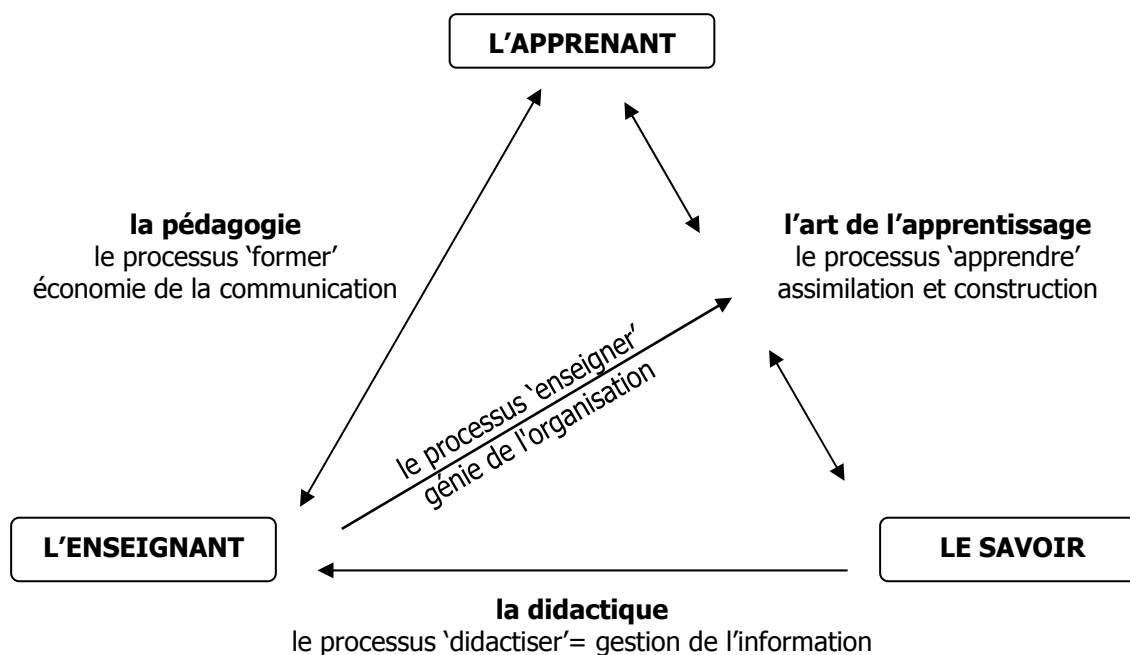 L’APPRENANT
la pédagogie
le processus ‘former’
économie de la communication
l’art de l’apprentissage
le processus ‘apprendre’
assimilation et construction
le processus ‘enseigner’
génie de l'organisation
L’ENSEIGNANT
LE SAVOIR
la didactique
le processus ‘didactiser’= gestion de l’information